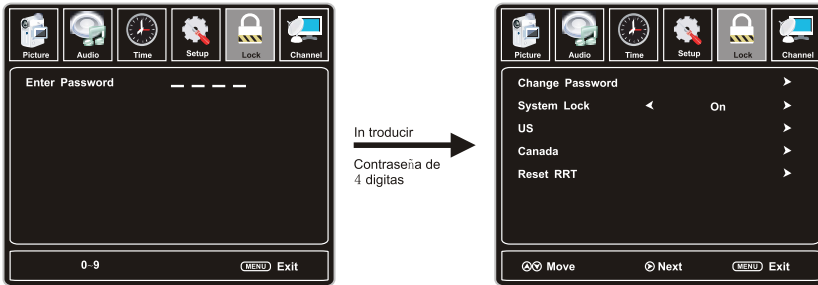 Picture Audio Time Setup Lock Channel
Enter Password _ _ _ _
0~9 MENU Exit
In troducir
Contraseña de
4 digitas
Picture Audio Time Setup Lock Channel
Change Password
System Lock On
US
Canada
Reset RRT
Move Next MENU Exit